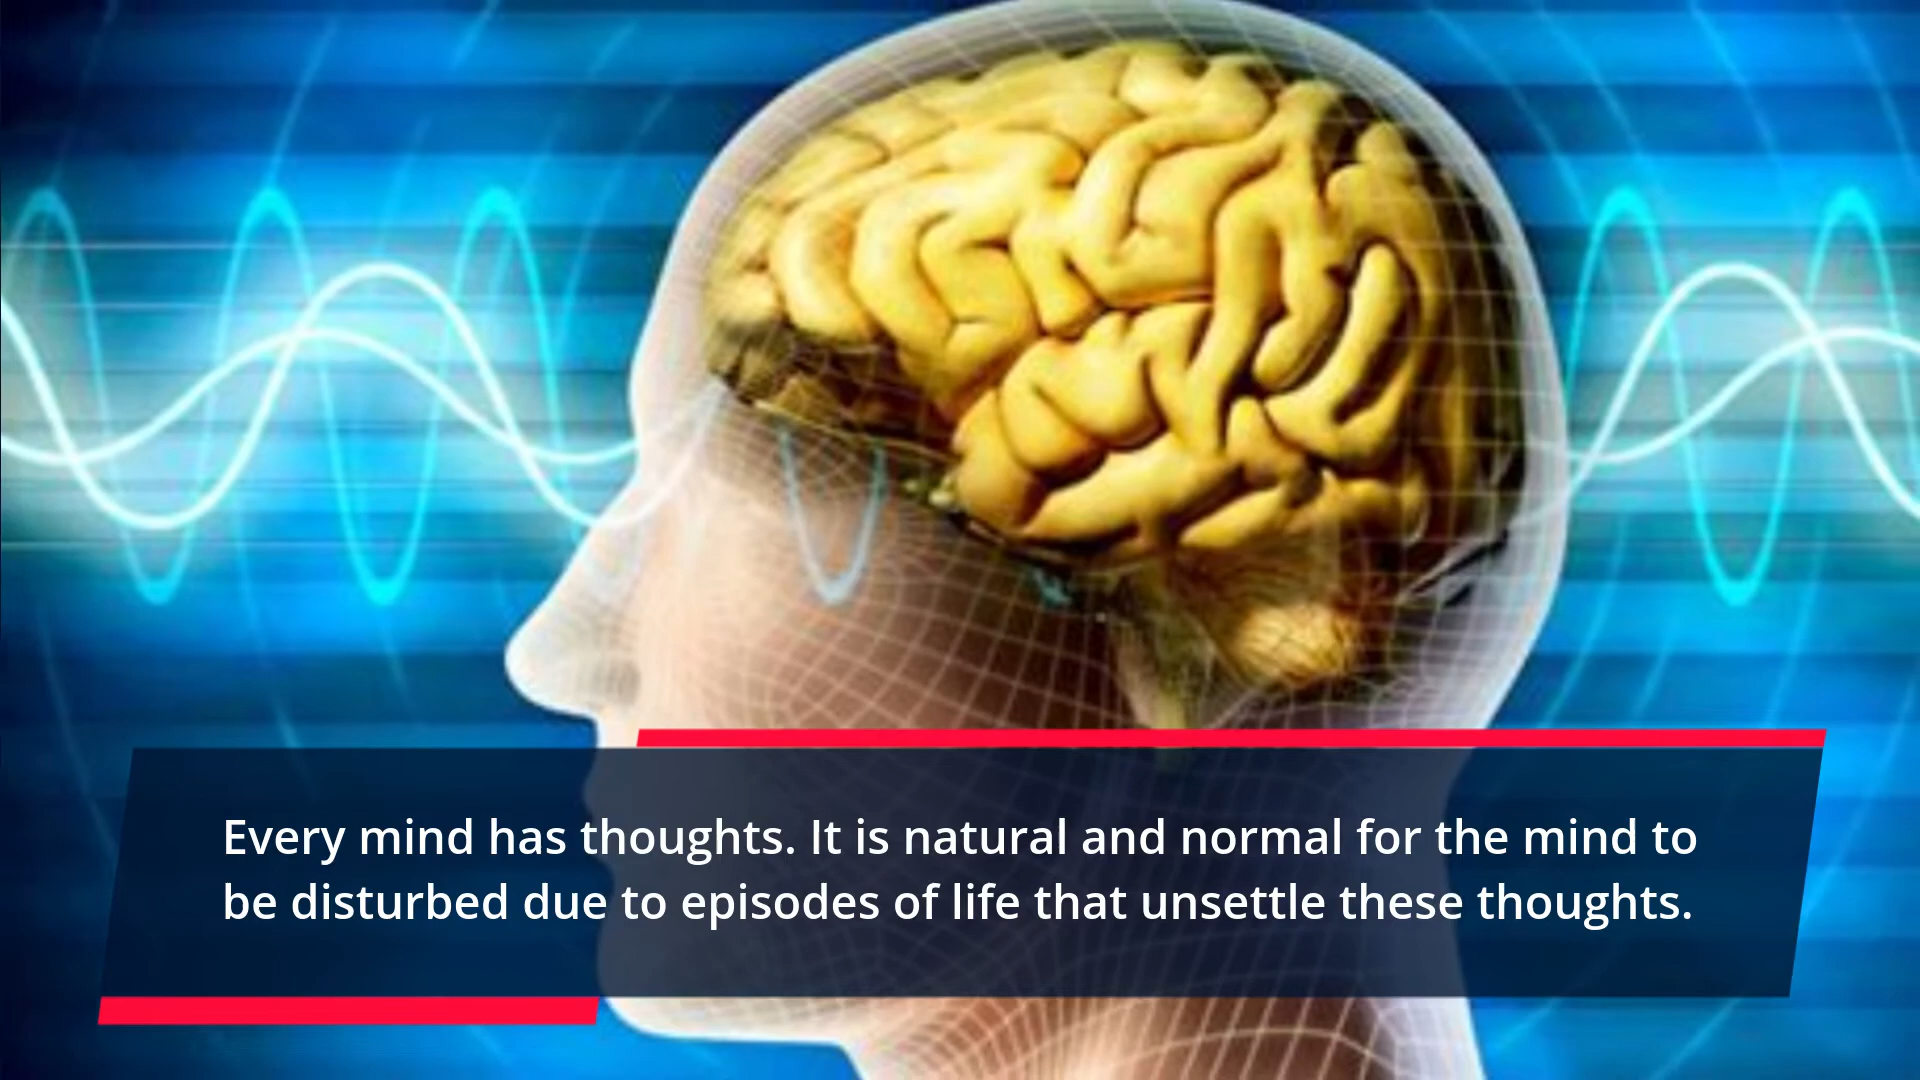 Every mind has thoughts. It is natural and normal for the mind to
be disturbed due to episodes of life that unsettle these thoughts.